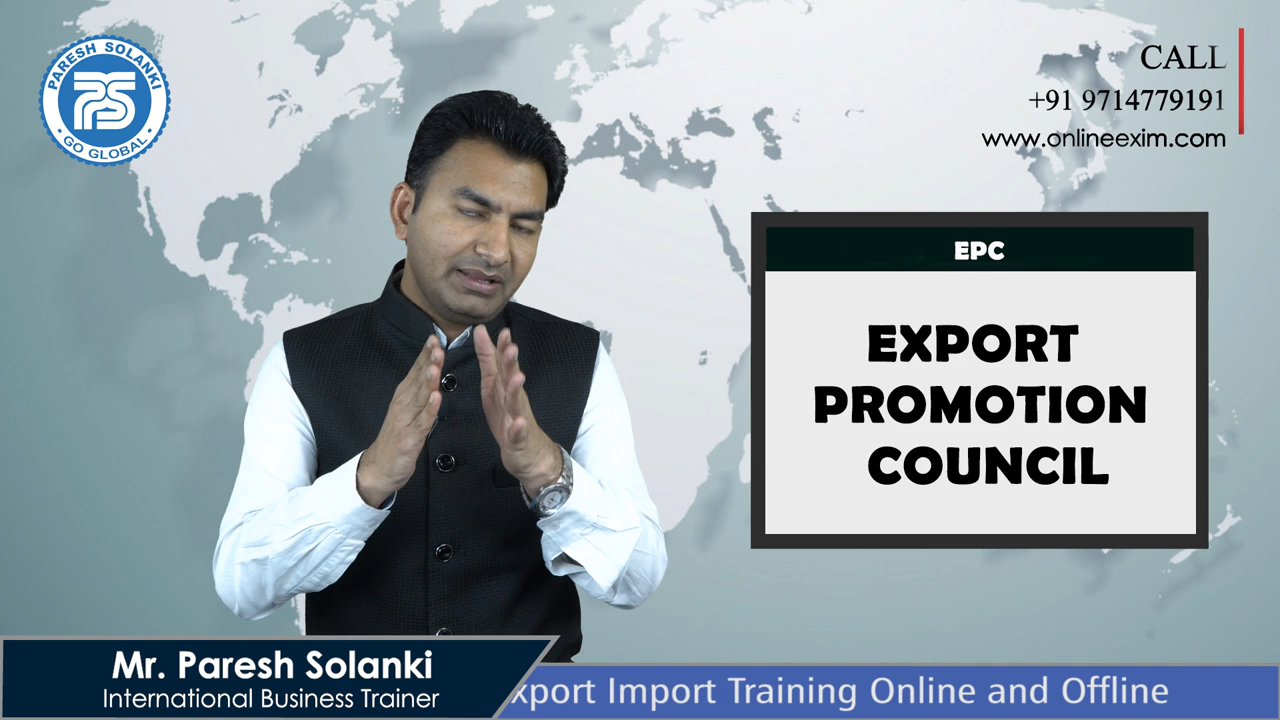 PARESH SOLANKI
PS
GO GLOBAL
CALL
+91 9714779191
www.onlineexim.com
EPC
EXPORT
PROMOTION
COUNCIL
Mr. Paresh Solanki
International Business Trainer
xport Import Training Online and Offline